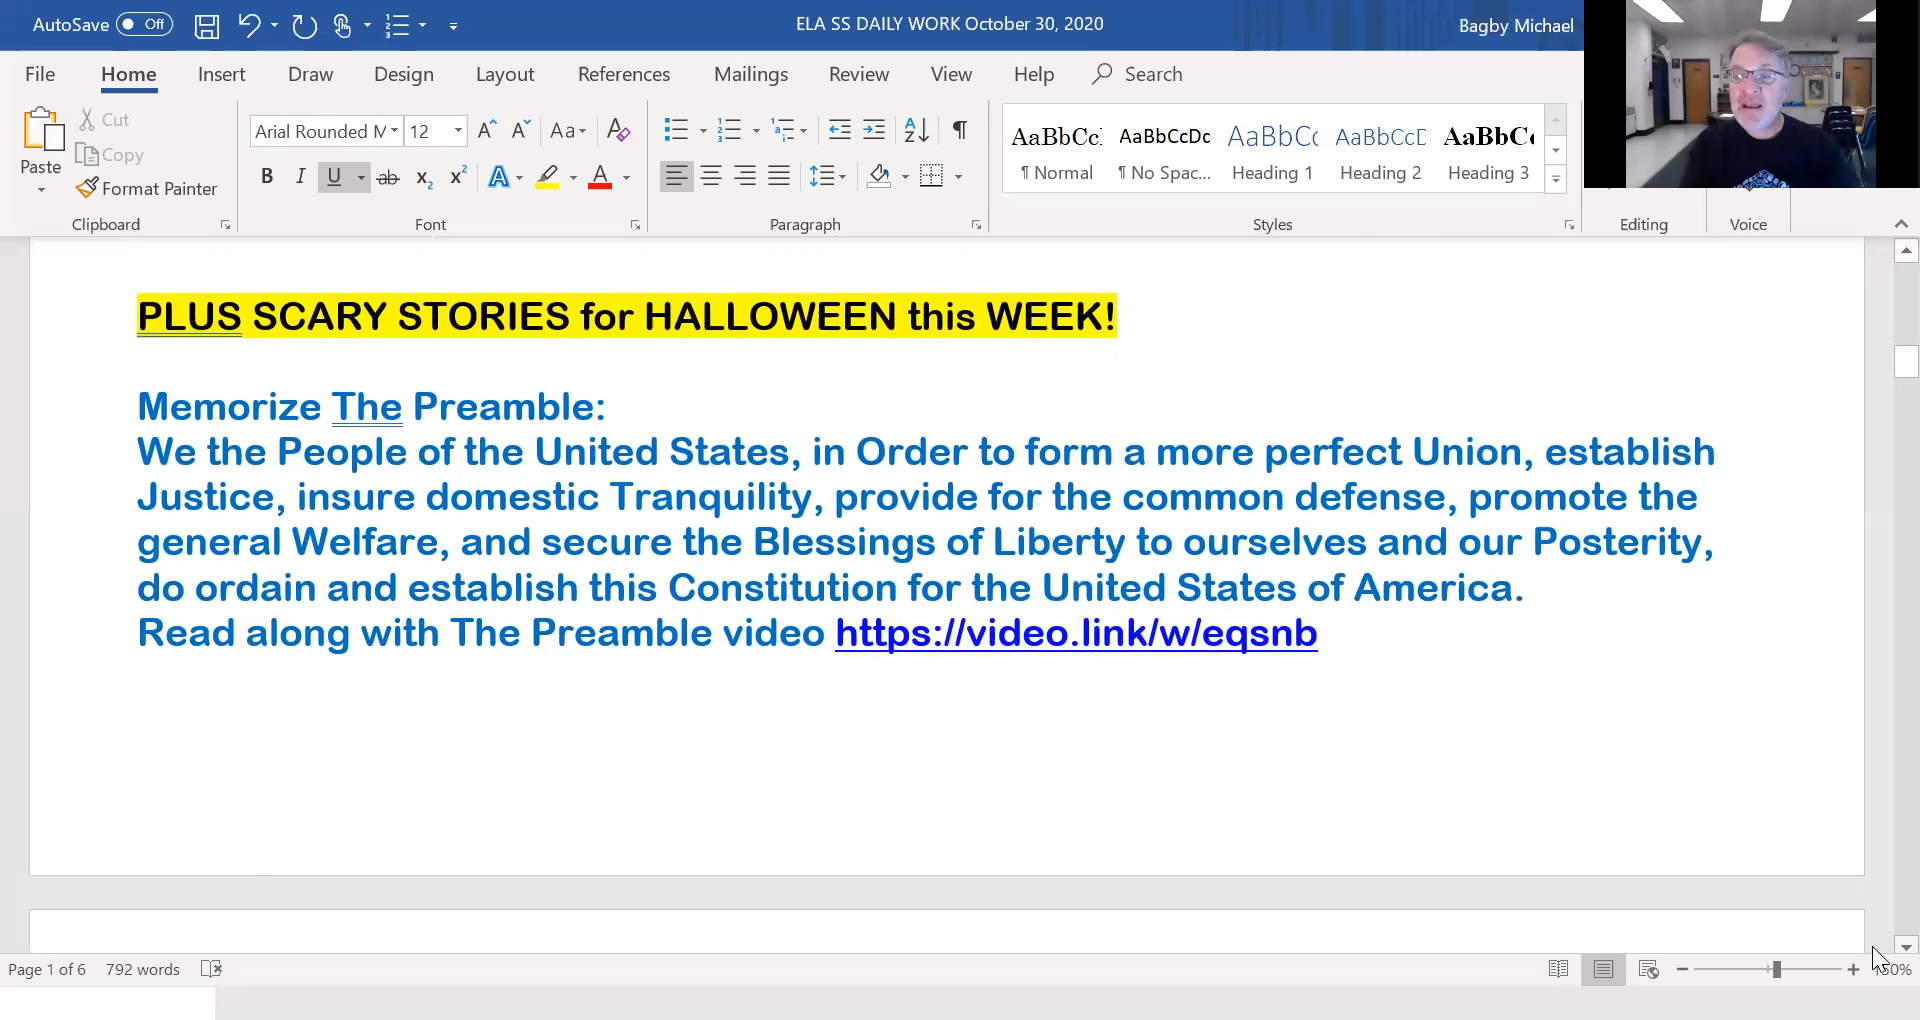 AutoSave Off ELA SS DAILY WORK October 30, 2020 Bagby Michael
File Home Insert Draw Design Layout References Mailings Review View Help Search
Paste
Cut
Copy
Format Painter
Clipboard
Arial Rounded M 12
Font
Paragraph
AaBbCc AaBbCcDc AaBbCc AaBbCcD AaBbC
¶ Normal ¶ No Spac... Heading 1 Heading 2 Heading 3
Styles
Editing
Voice
PLUS SCARY STORIES for HALLOWEEN this WEEK!
Memorize The Preamble:
We the People of the United States, in Order to form a more perfect Union, establish
Justice, insure domestic Tranquility, provide for the common defense, promote the
general Welfare, and secure the Blessings of Liberty to ourselves and our Posterity,
do ordain and establish this Constitution for the United States of America.
Read along with The Preamble video https://video.link/w/eqsnb
Page 1 of 6 792 words